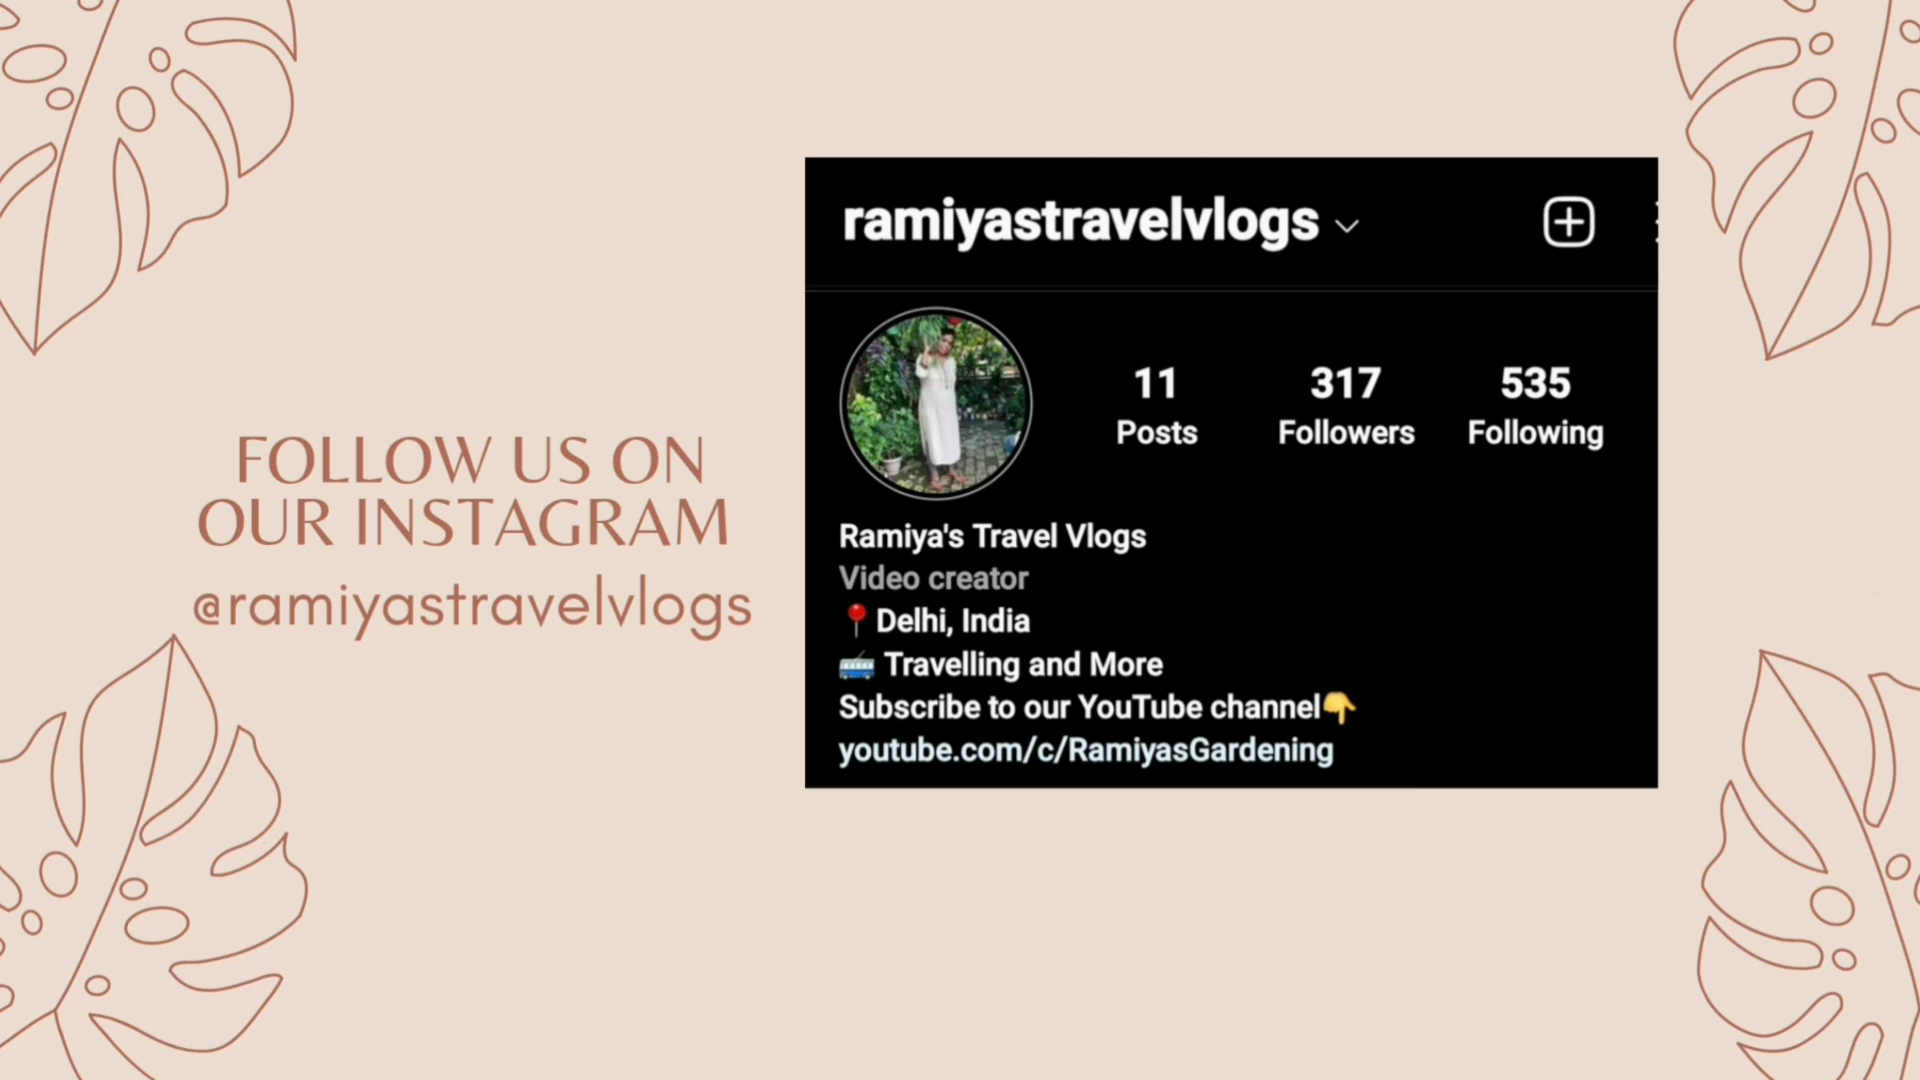 FOLLOW US ON
OUR INSTAGRAM
@ramiyastravelvlogs
ramiyastravelvlogs
11
Posts
317
Followers
535
Following
Ramiya's Travel Vlogs
Video creator
📍Delhi, India
🚎 Travelling and More
Subscribe to our YouTube channel👇
youtube.com/c/RamiyasGardening